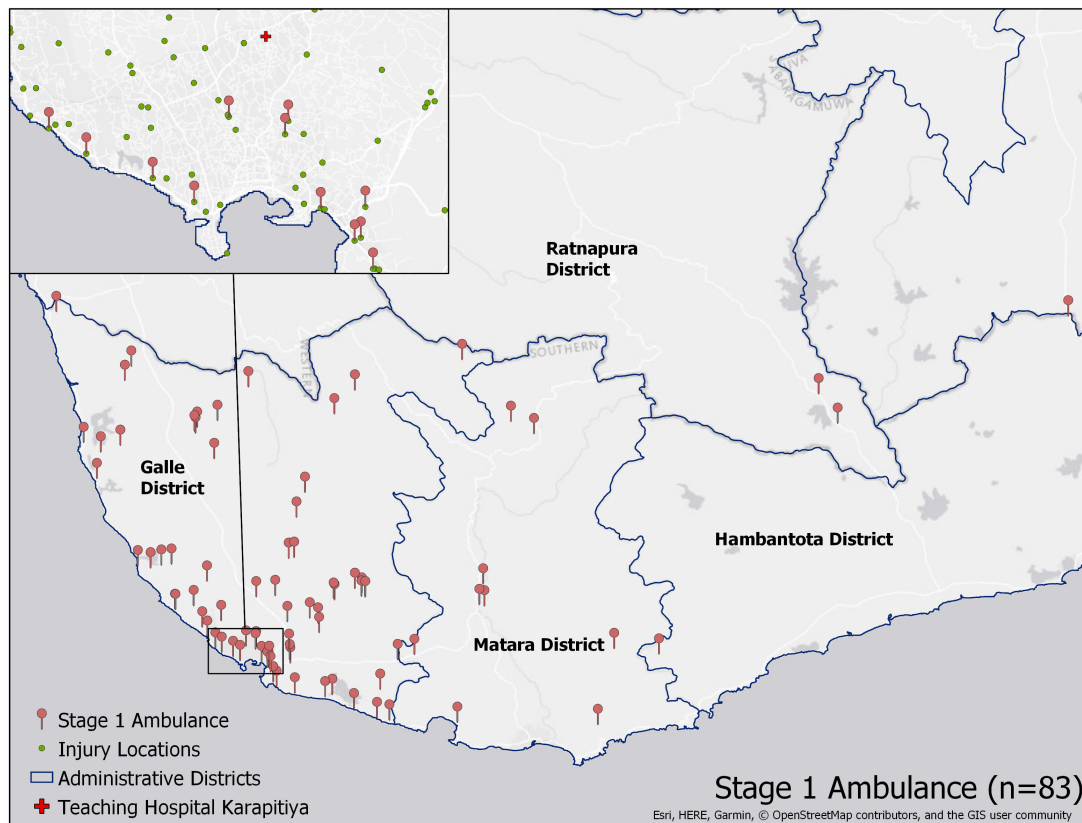 UVA
SABARAGAMUWA
Ratnapura
District
WESTERN
SOUTHERN
Galle
District
Hambantota District
Matara District
Stage 1 Ambulance
Injury Locations
Administrative Districts
Teaching Hospital Karapitiya
Stage 1 Ambulance (n=83)
Esri, HERE, Garmin, © OpenStreetMap contributors, and the GIS user community